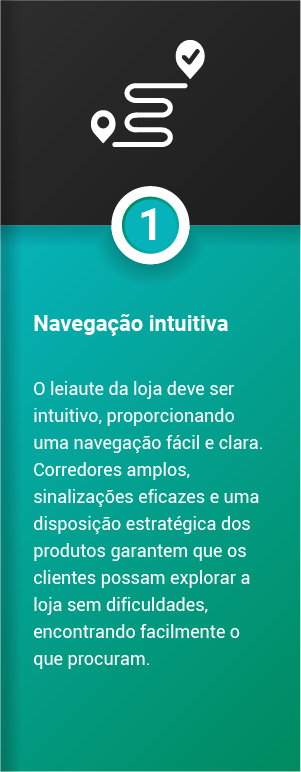 1
Navegação intuitiva
O leiaute da loja deve ser
intuitivo, proporcionando
uma navegação fácil e clara.
Corredores amplos,
sinalizações eficazes e uma
disposição estratégica dos
produtos garantem que os
clientes possam explorar a
loja sem dificuldades,
encontrando facilmente o
que procuram.